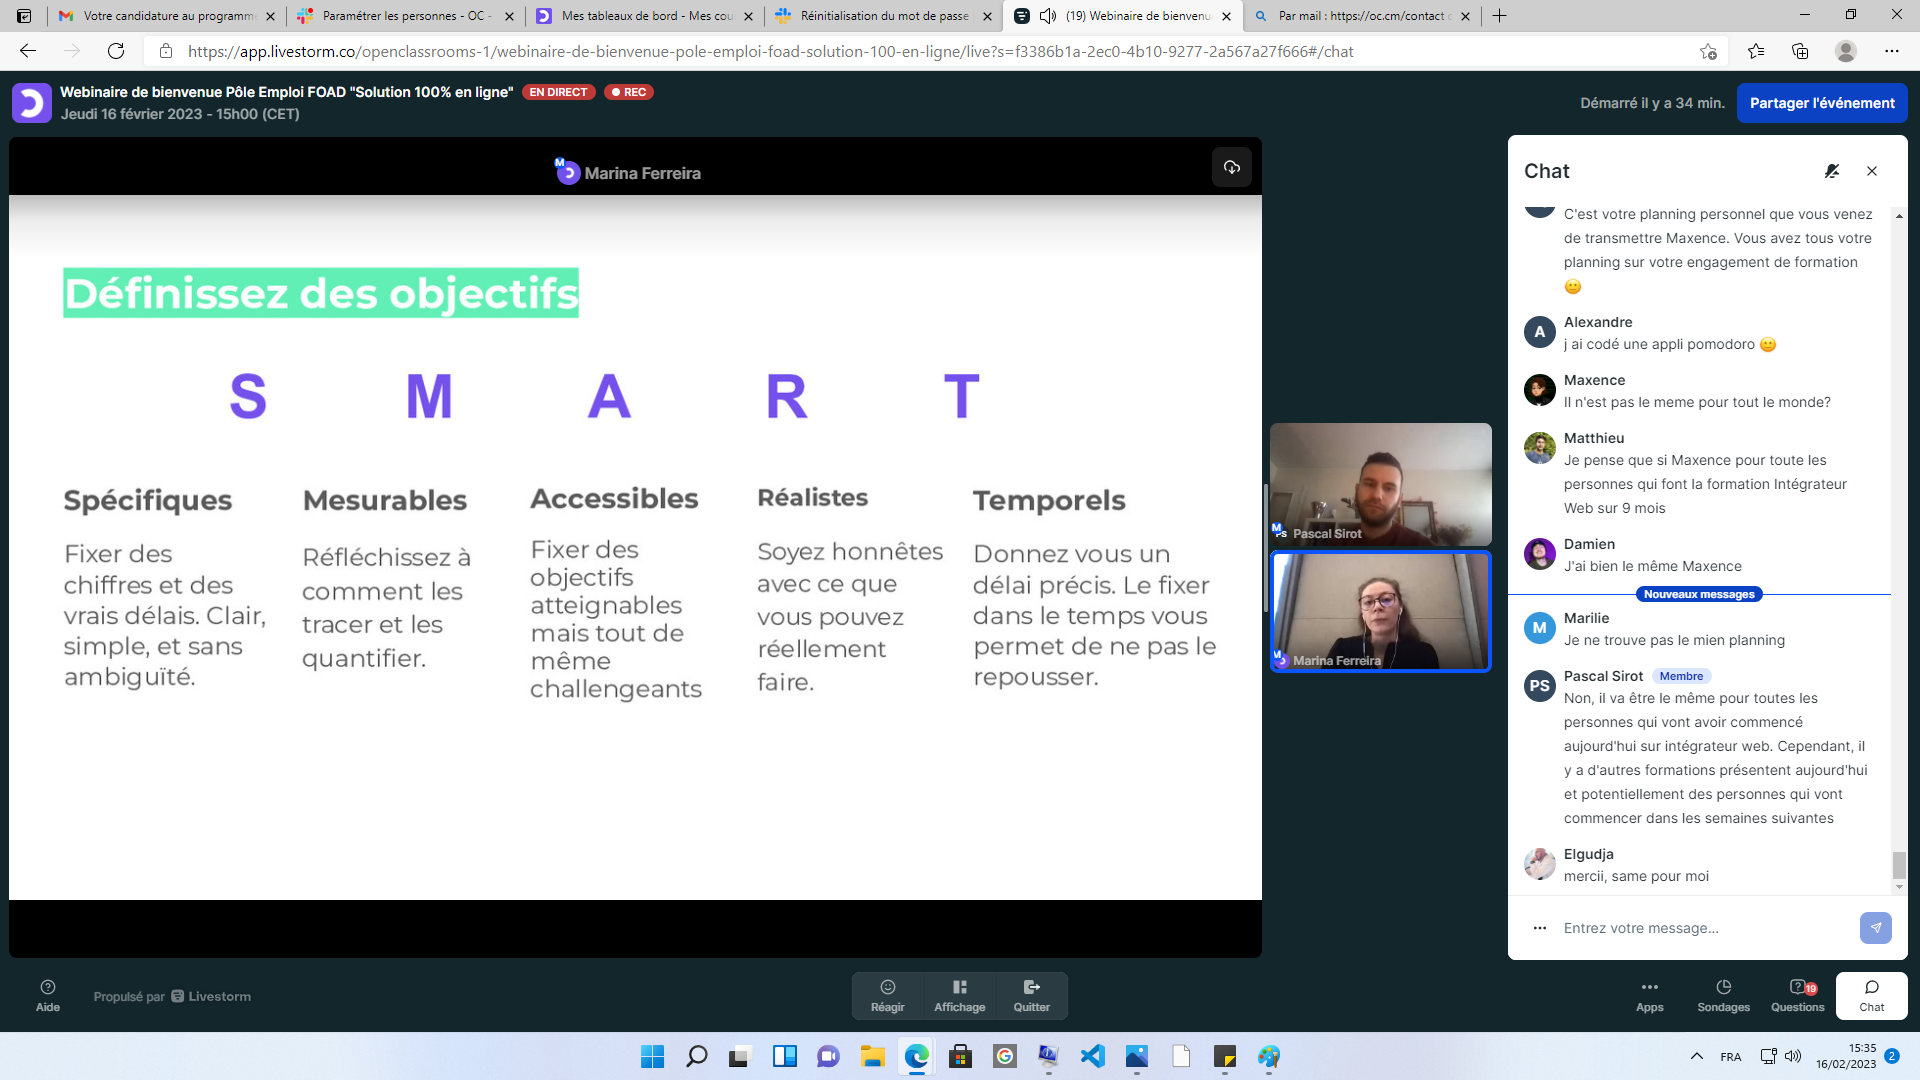 Votre candidature au programme
Paramétrer les personnes - OC -
Mes tableaux de bord - Mes cou
Réinitialisation du mot de passe
(19) Webinaire de bienvenue
Par mail : https://oc.cm/contact
https://app.livestorm.co/openclassrooms-1/webinaire-de-bienvenue-pole-emploi-foad-solution-100-en-ligne/live?s=f3386b1a-2ec0-4b10-9277-2a567a27f666#/chat
Webinaire de bienvenue Pôle Emploi FOAD "Solution 100% en ligne" EN DIRECT REC
Jeudi 16 février 2023 - 15h00 (CET)
Démarré il y a 34 min.
Partager l'événement
M Marina Ferreira
Définissez des objectifs
S M A R T
Spécifiques
Fixer des
chiffres et des
vrais délais. Clair,
simple, et sans
ambiguïté.
Mesurables
Réfléchissez à
comment les
tracer et les
quantifier.
Accessibles
Fixer des
objectifs
atteignables
mais tout de
même
challengeants
Réalistes
Soyez honnêtes
avec ce que
vous pouvez
réellement
faire.
Temporels
Donnez vous un
délai précis. Le fixer
dans le temps vous
permet de ne pas le
repousser.
M PS Pascal Sirot
M Marina Ferreira
Chat
C'est votre planning personnel que vous venez
de transmettre Maxence. Vous avez tous votre
planning sur votre engagement de formation
🙂
A Alexandre
j ai codé une appli pomodoro 🙂
Maxence
Il n'est pas le meme pour tout le monde?
Matthieu
Je pense que si Maxence pour toute les
personnes qui font la formation Intégrateur
Web sur 9 mois
Damien
J'ai bien le même Maxence
Nouveaux messages
M Marilie
Je ne trouve pas le mien planning
PS Pascal Sirot Membre
Non, il va être le même pour toutes les
personnes qui vont avoir commencé
aujourd'hui sur intégrateur web. Cependant, il
y a d'autres formations présentent aujourd'hui
et potentiellement des personnes qui vont
commencer dans les semaines suivantes
Elgudja
mercii, same pour moi
Entrez votre message...
Aide
Propulsé par Livestorm
Réagir
Affichage
Quitter
Apps
Sondages
19
Questions
Chat
FRA
15:35
16/02/2023
2